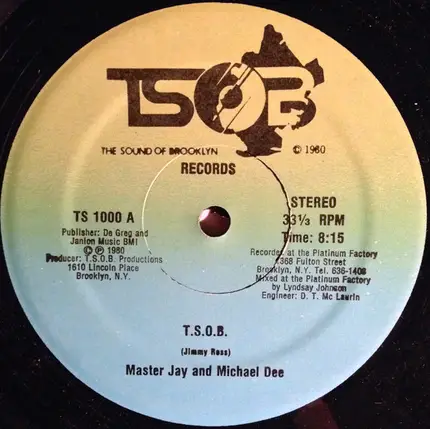 TSOB
THE SOUND OF BROOKLYN
© 1980
RECORDS
TS 1000 A
Publisher: De Greg and
Janion Music BMI
© ℗ 1980
Producer: T.S.O.B. Productions
1610 Lincoln Place
Brooklyn, N.Y.
STEREO
33⅓ RPM
Time: 8:15
Recorded at the Platinum Factory
1368 Fulton Street
Brooklyn, N.Y. Tel. 636-1408
Mixed at the Platinum Factory
by Lyndsay Johnson
Engineer: D. T. Mc Laurin
T.S.O.B.
(Jimmy Ross)
Master Jay and Michael Dee